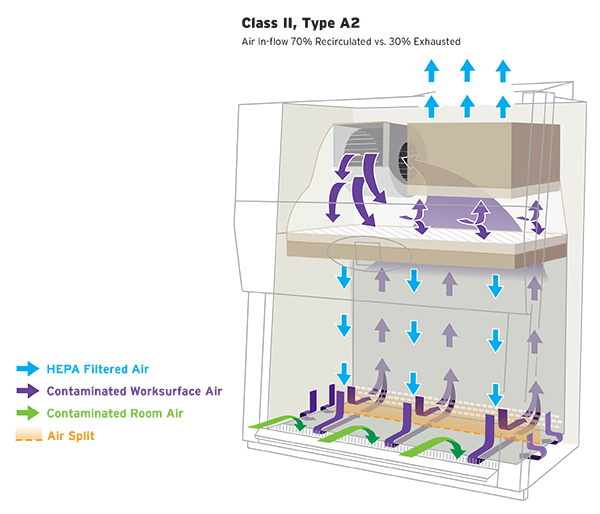 Class II, Type A2
Air In-flow 70% Recirculated vs. 30% Exhausted
HEPA Filtered Air
Contaminated Worksurface Air
Contaminated Room Air
Air Split